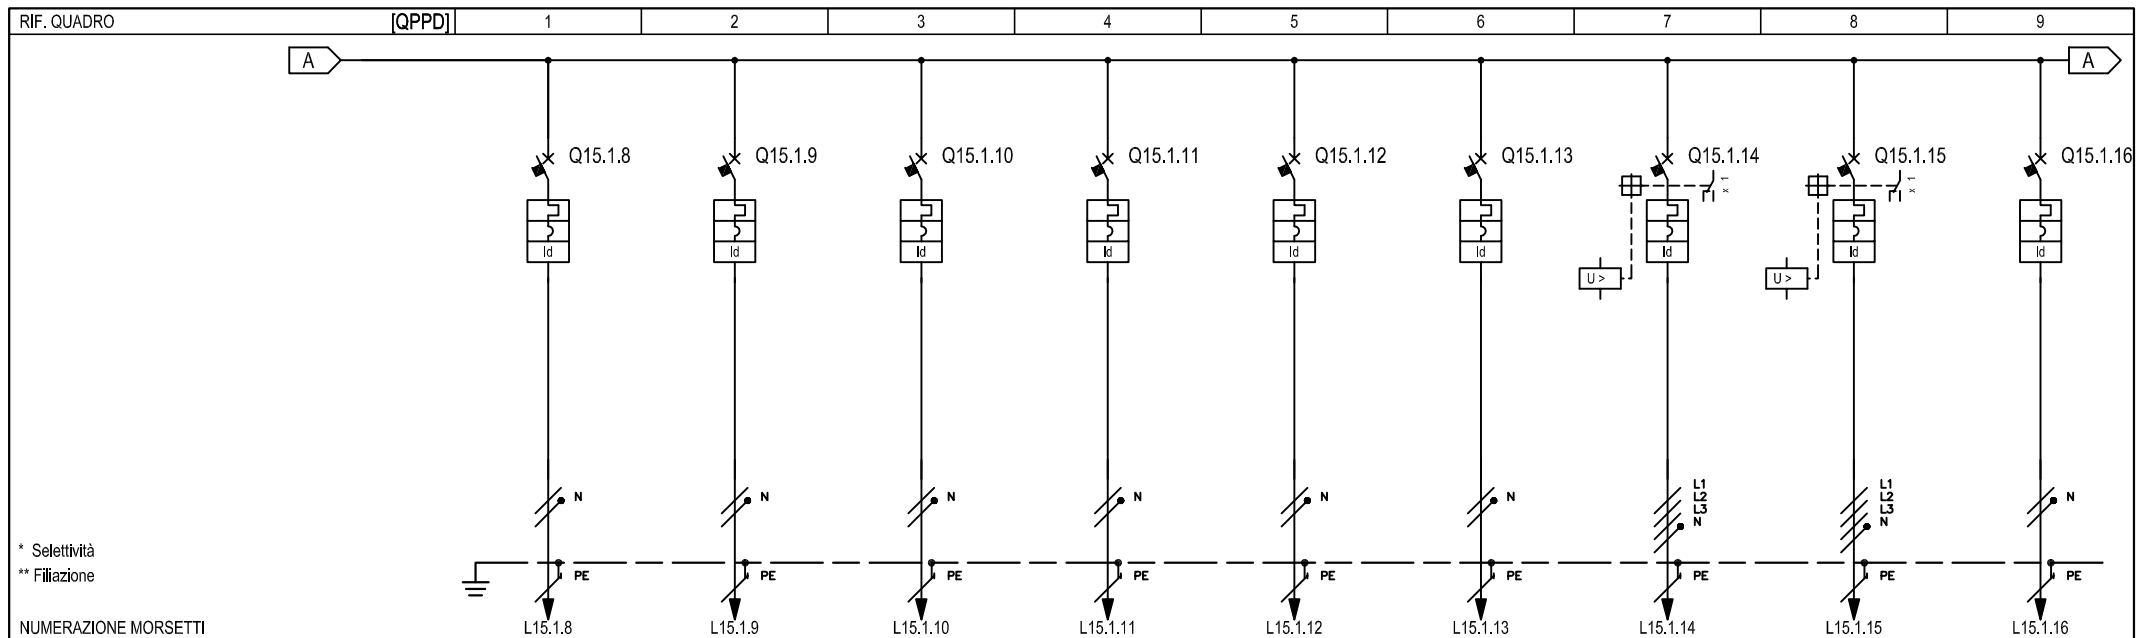 RIF. QUADRO [QPPD] 1 2 3 4 5 6 7 8 9
A A
Q15.1.8 Q15.1.9 Q15.1.10 Q15.1.11 Q15.1.12 Q15.1.13 Q15.1.14 Q15.1.15 Q15.1.16
x 1 x 1
Id Id Id Id Id Id Id Id Id
U > U >
L1 L1
N N N N N N L2 L2 N
L3 L3
N N
* Selettività
** Filiazione
PE PE PE PE PE PE PE PE PE
NUMERAZIONE MORSETTI L15.1.8 L15.1.9 L15.1.10 L15.1.11 L15.1.12 L15.1.13 L15.1.14 L15.1.15 L15.1.16